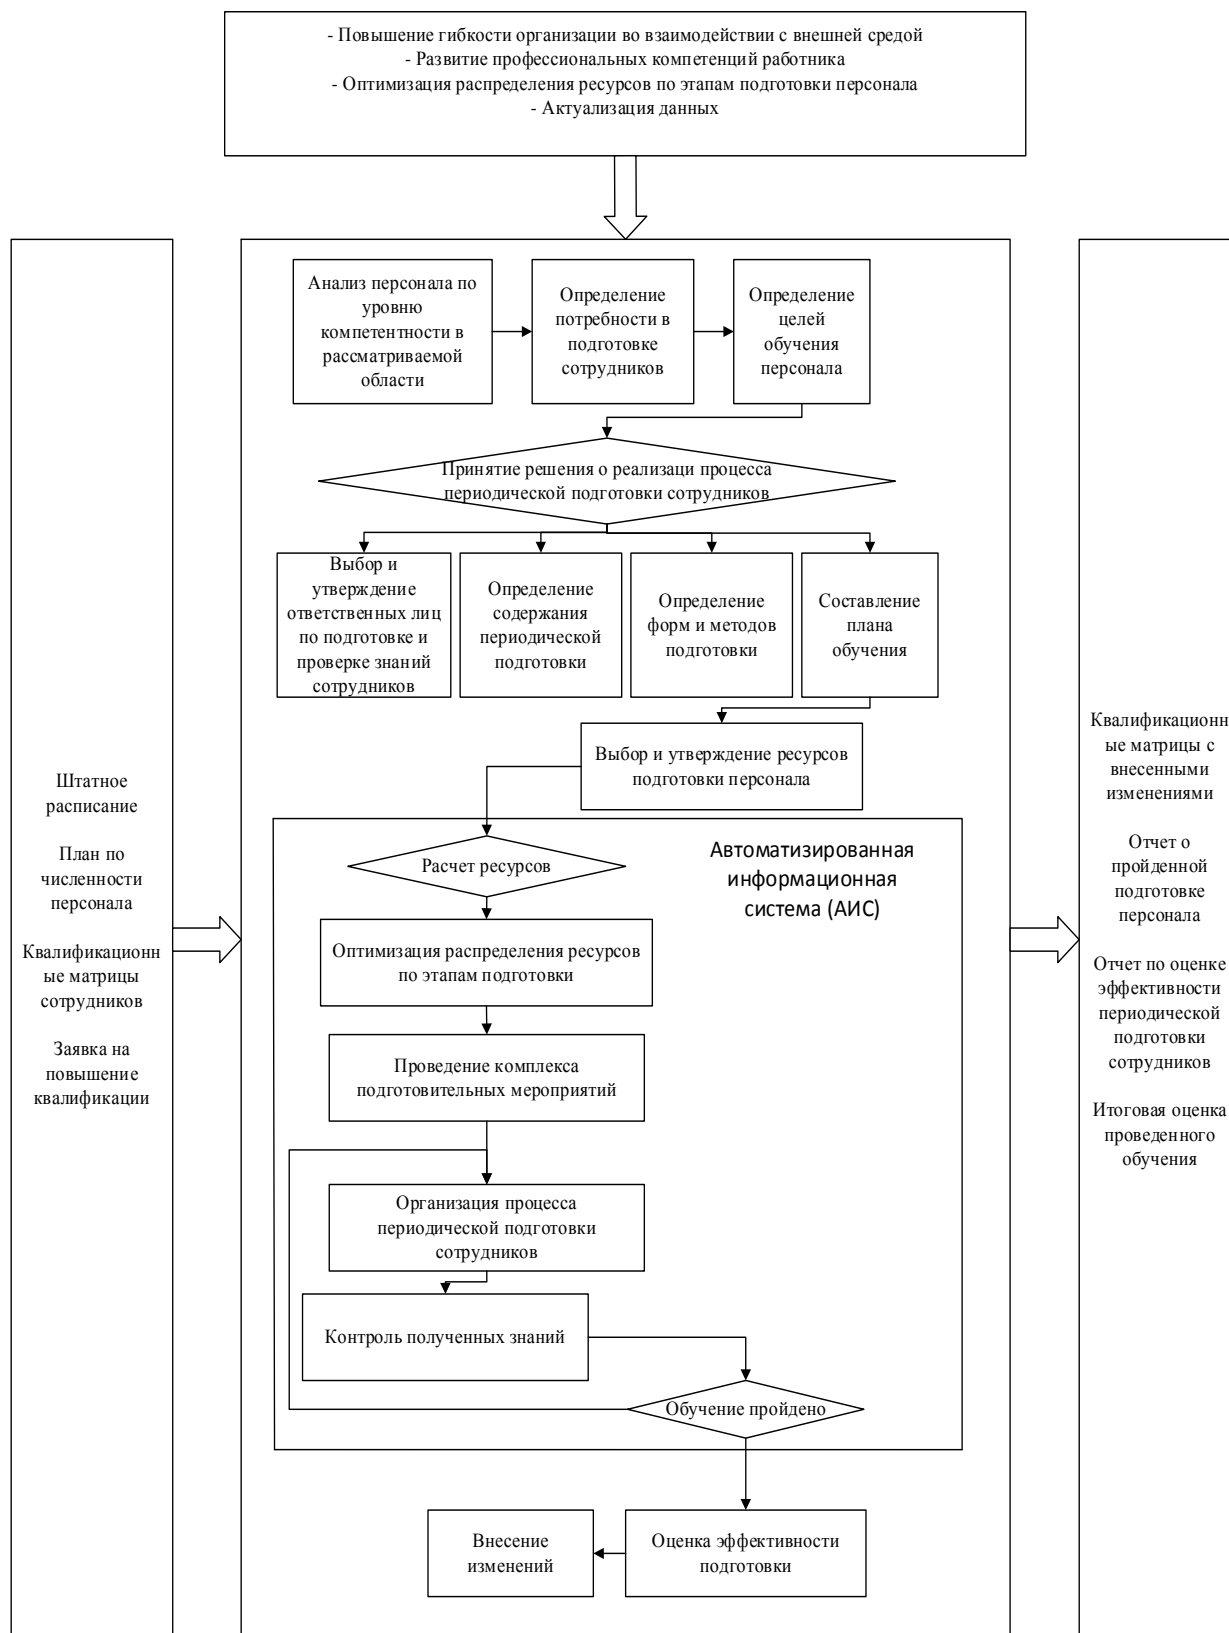 - Повышение гибкости организации во взаимодействии с внешней средой
- Развитие профессиональных компетенций работника
- Оптимизация распределения ресурсов по этапам подготовки персонала
- Актуализация данных
Штатное
расписание
План по
численности
персонала
Квалификационн
ые матрицы
сотрудников
Заявка на
повышение
квалификации
Анализ персонала по
уровню
компетентности в
рассматриваемой
области
Определение
потребности в
подготовке
сотрудников
Определение
целей
обучения
персонала
Принятие решения о реализаци процесса
периодической подготовки сотрудников
Выбор и
утверждение
ответственных лиц
по подготовке и
проверке знаний
сотрудников
Определение
содержания
периодической
подготовки
Определение
форм и методов
подготовки
Составление
плана
обучения
Выбор и утверждение ресурсов
подготовки персонала
Автоматизированная
информационная
система (АИС)
Расчет ресурсов
Оптимизация распределения ресурсов
по этапам подготовки
Проведение комплекса
подготовительных мероприятий
Организация процесса
периодической подготовки
сотрудников
Контроль полученных знаний
Обучение пройдено
Оценка эффективности
подготовки
Внесение
изменений
Квалификационн
ые матрицы с
внесенными
изменениями
Отчет о
пройденной
подготовке
персонала
Отчет по оценке
эффективности
периодической
подготовки
сотрудников
Итоговая оценка
проведенного
обучения